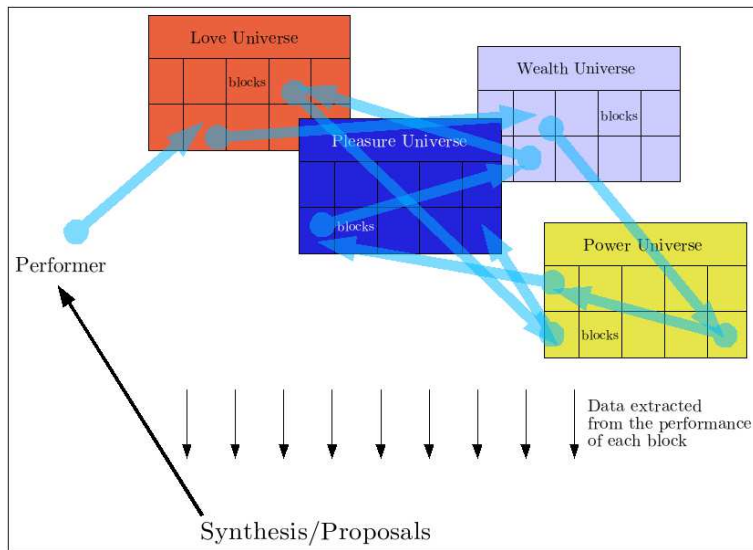 Love Universe
blocks
Wealth Universe
blocks
Pleasure Universe
blocks
Power Universe
blocks
Performer
Data extracted
from the performance
of each block
Synthesis/Proposals